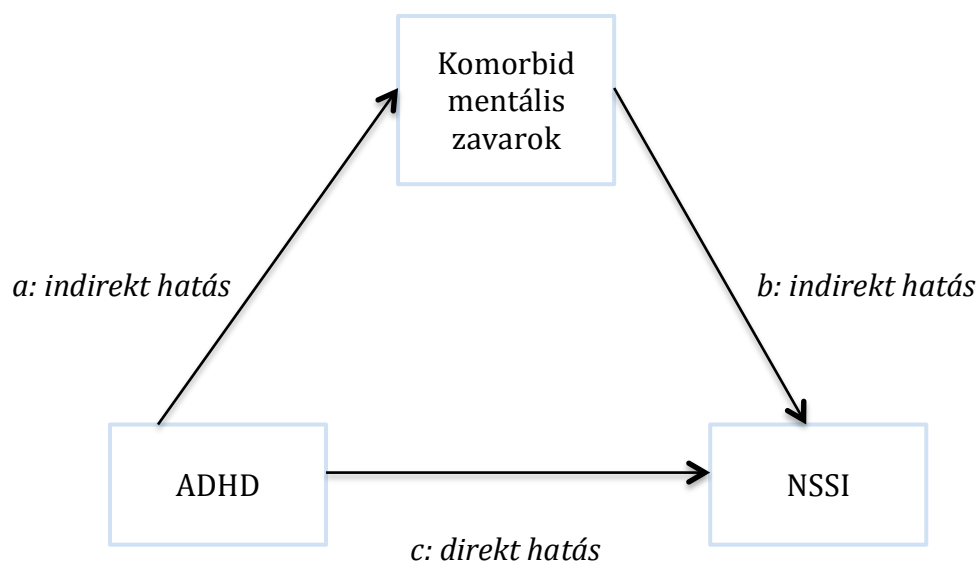 Komorbid
mentális
zavarok
a: indirekt hatás
b: indirekt hatás
ADHD
NSSI
c: direkt hatás